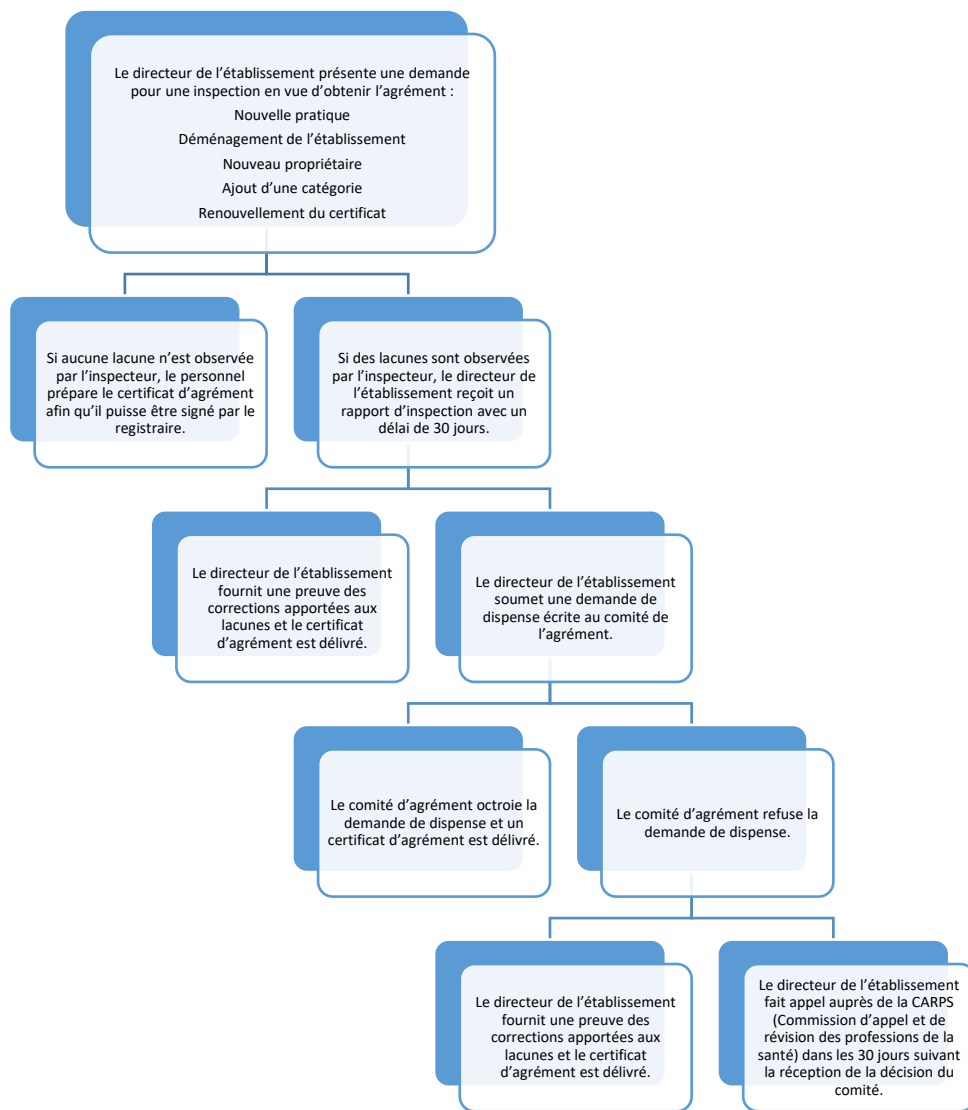 Le directeur de l’établissement présente une demande
pour une inspection en vue d’obtenir l’agrément :
Nouvelle pratique
Déménagement de l’établissement
Nouveau propriétaire
Ajout d’une catégorie
Renouvellement du certificat
Si aucune lacune n’est observée
par l’inspecteur, le personnel
prépare le certificat d’agrément
afin qu’il puisse être signé par le
registraire.
Si des lacunes sont observées
par l’inspecteur, le directeur de
l’établissement reçoit un
rapport d’inspection avec un
délai de 30 jours.
Le directeur de l’établissement
fournit une preuve des
corrections apportées aux
lacunes et le certificat
d’agrément est délivré.
Le directeur de l’établissement
soumet une demande de
dispense écrite au comité de
l’agrément.
Le comité d’agrément octroie la
demande de dispense et un
certificat d’agrément est délivré.
Le comité d’agrément refuse la
demande de dispense.
Le directeur de l’établissement
fournit une preuve des
corrections apportées aux
lacunes et le certificat
d’agrément est délivré.
Le directeur de l’établissement
fait appel auprès de la CARPS
(Commission d’appel et de
révision des professions de la
santé) dans les 30 jours suivant
la réception de la décision du
comité.